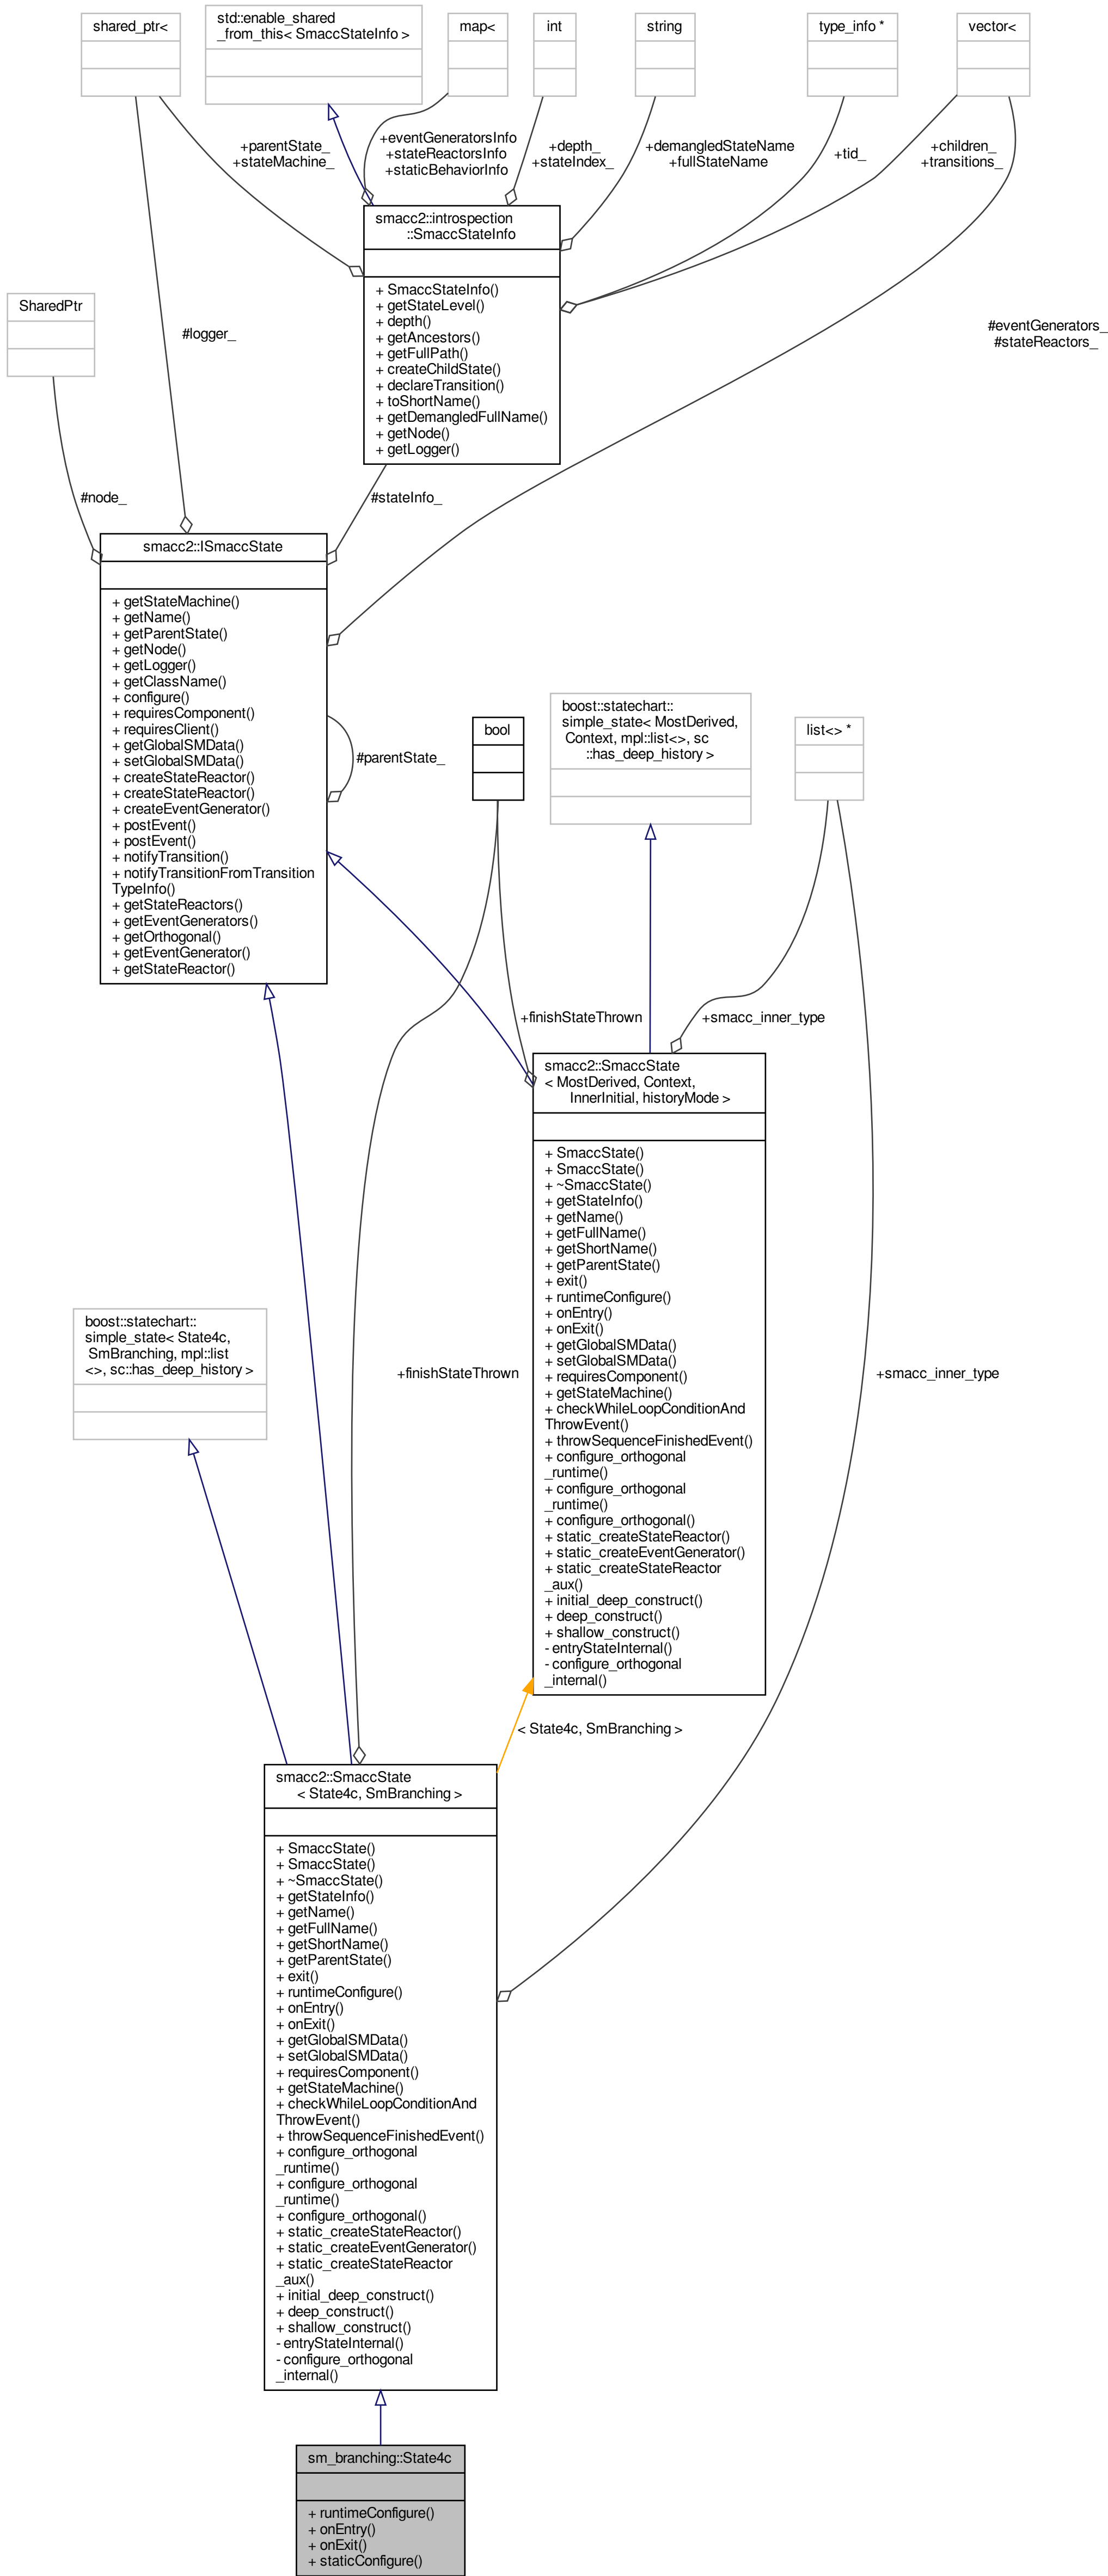 shared_ptr<
std::enable_shared
_from_this< SmaccStateInfo >
map<
int
string
type_info *
vector<
+parentState_
+stateMachine_
+eventGeneratorsInfo
+stateReactorsInfo
+staticBehaviorInfo
+depth_
+stateIndex_
+demangledStateName
+fullStateName
+tid_
+children_
+transitions_
smacc2::introspection
::SmaccStateInfo
+ SmaccStateInfo()
+ getStateLevel()
+ depth()
+ getAncestors()
+ getFullPath()
+ createChildState()
+ declareTransition()
+ toShortName()
+ getDemangledFullName()
+ getNode()
+ getLogger()
SharedPtr
#logger_
#eventGenerators_
#stateReactors_
#node_
#stateInfo_
smacc2::ISmaccState
+ getStateMachine()
+ getName()
+ getParentState()
+ getNode()
+ getLogger()
+ getClassName()
+ configure()
+ requiresComponent()
+ requiresClient()
+ getGlobalSMData()
+ setGlobalSMData()
+ createStateReactor()
+ createStateReactor()
+ createEventGenerator()
+ postEvent()
+ postEvent()
+ notifyTransition()
+ notifyTransitionFromTransition
TypeInfo()
+ getStateReactors()
+ getEventGenerators()
+ getOrthogonal()
+ getEventGenerator()
+ getStateReactor()
#parentState_
bool
boost::statechart::
simple_state< MostDerived,
Context, mpl::list<>, sc
::has_deep_history >
list<> *
+finishStateThrown
+smacc_inner_type
smacc2::SmaccState
< MostDerived, Context,
InnerInitial, historyMode >
+ SmaccState()
+ SmaccState()
+ ~SmaccState()
+ getStateInfo()
+ getName()
+ getFullName()
+ getShortName()
+ getParentState()
+ exit()
+ runtimeConfigure()
+ onEntry()
+ onExit()
+ getGlobalSMData()
+ setGlobalSMData()
+ requiresComponent()
+ getStateMachine()
+ checkWhileLoopConditionAnd
ThrowEvent()
+ throwSequenceFinishedEvent()
+ configure_orthogonal
_runtime()
+ configure_orthogonal
_runtime()
+ configure_orthogonal()
+ static_createStateReactor()
+ static_createEventGenerator()
+ static_createStateReactor
_aux()
+ initial_deep_construct()
+ deep_construct()
+ shallow_construct()
- entryStateInternal()
- configure_orthogonal
_internal()
boost::statechart::
simple_state< State4c,
SmBranching, mpl::list
<>, sc::has_deep_history >
+finishStateThrown
+smacc_inner_type
< State4c, SmBranching >
smacc2::SmaccState
< State4c, SmBranching >
+ SmaccState()
+ SmaccState()
+ ~SmaccState()
+ getStateInfo()
+ getName()
+ getFullName()
+ getShortName()
+ getParentState()
+ exit()
+ runtimeConfigure()
+ onEntry()
+ onExit()
+ getGlobalSMData()
+ setGlobalSMData()
+ requiresComponent()
+ getStateMachine()
+ checkWhileLoopConditionAnd
ThrowEvent()
+ throwSequenceFinishedEvent()
+ configure_orthogonal
_runtime()
+ configure_orthogonal
_runtime()
+ configure_orthogonal()
+ static_createStateReactor()
+ static_createEventGenerator()
+ static_createStateReactor
_aux()
+ initial_deep_construct()
+ deep_construct()
+ shallow_construct()
- entryStateInternal()
- configure_orthogonal
_internal()
sm_branching::State4c
+ runtimeConfigure()
+ onEntry()
+ onExit()
+ staticConfigure()